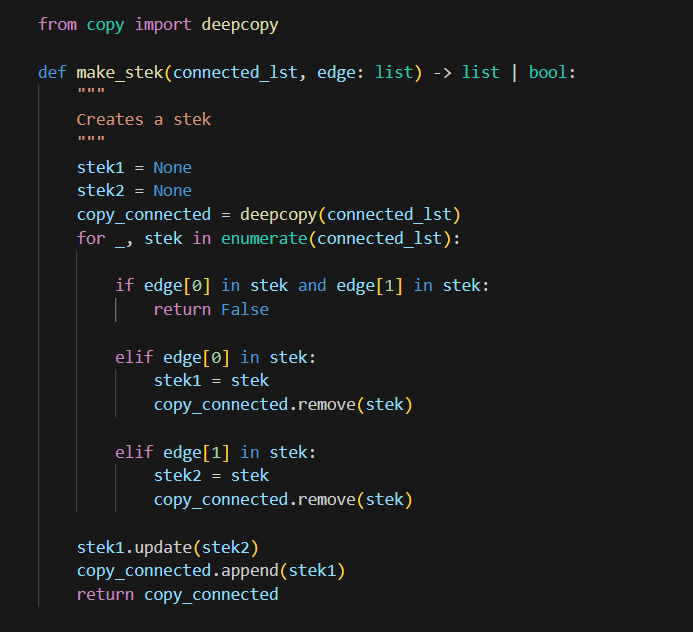 from copy import deepcopy
def make_stek(connected_lst, edge: list) -> list | bool:
    """
    Creates a stek
    """
    stek1 = None
    stek2 = None
    copy_connected = deepcopy(connected_lst)
    for _, stek in enumerate(connected_lst):
        if edge[0] in stek and edge[1] in stek:
            return False
        elif edge[0] in stek:
            stek1 = stek
            copy_connected.remove(stek)
        elif edge[1] in stek:
            stek2 = stek
            copy_connected.remove(stek)
    stek1.update(stek2)
    copy_connected.append(stek1)
    return copy_connected